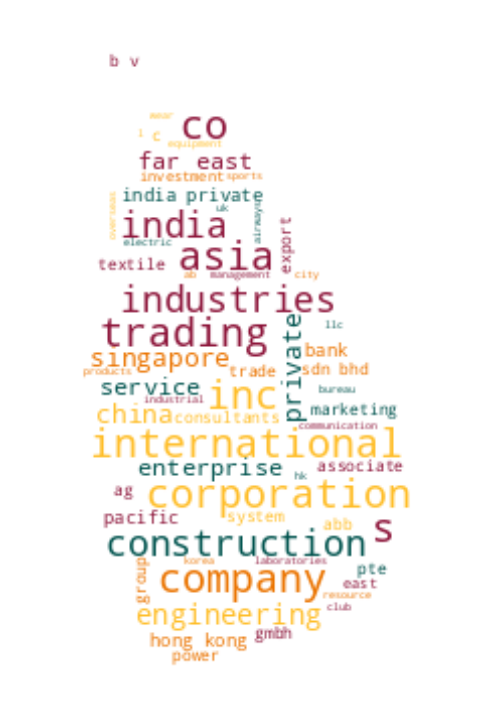 b v
wear
co
l c
equipment
far east
investment sports
india private
overseas
uk
airways
india
electric
export
asia
textile
ab management city
industries
trading
private
llc
singapore
bank
products
trade
sdn bhd
service
inc
bureau
industrial
china
consultants
marketing
communication
international
enterprise
hk
associate
ag
corporation
pacific
system
abb
s
construction
korea
laboratories
group
company
pte
east
resource
engineering
club
hong kong
gmbh
power